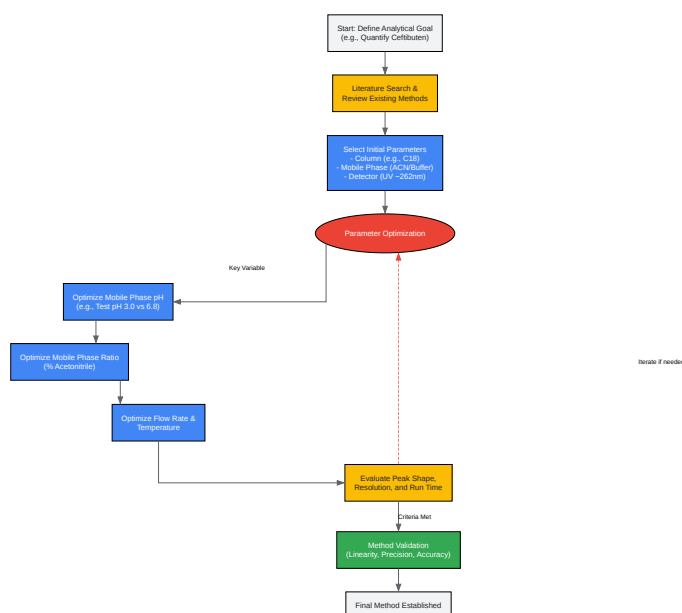 Start: Define Analytical Goal
(e.g., Quantify Ceftibuten)
Literature Search &
Review Existing Methods
Select Initial Parameters
- Column (e.g., C18)
- Mobile Phase (ACN/Buffer)
- Detector (UV ~262nm)
Parameter Optimization
Key Variable
Optimize Mobile Phase pH
(e.g., Test pH 3.0 vs 6.8)
Optimize Mobile Phase Ratio
(% Acetonitrile)
Iterate if needed
Optimize Flow Rate &
Temperature
Evaluate Peak Shape,
Resolution, and Run Time
Criteria Met
Method Validation
(Linearity, Precision, Accuracy)
Final Method Established